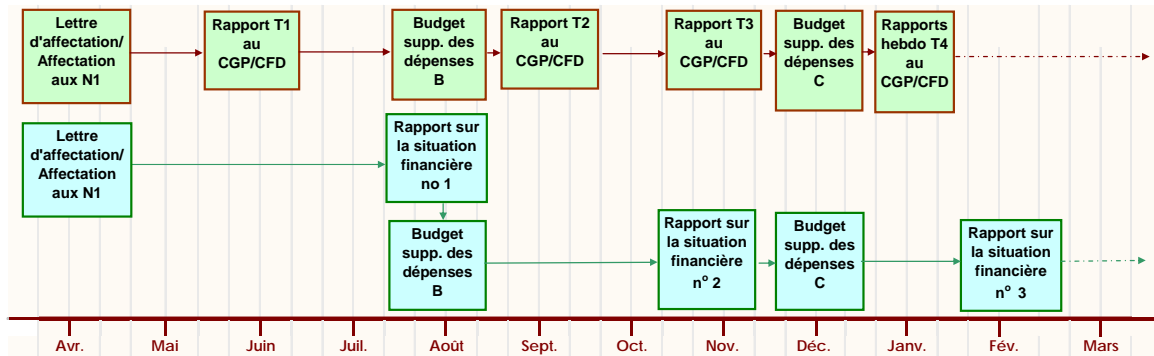 Lettre
d'affectation/
Affectation
aux N1
Rapport T1
au
CGP/CFD
Budget
supp. des
dépenses
B
Rapport T2
au
CGP/CFD
Rapport T3
au
CGP/CFD
Budget
supp. des
dépenses
C
Rapports
hebdo T4
au
CGP/CFD
Lettre
d'affectation/
Affectation
aux N1
Rapport sur
la situation
financière
no 1
Budget
supp. des
dépenses
B
Rapport sur
la situation
financière
nº 2
Budget
supp. des
dépenses
C
Rapport sur
la situation
financière
nº 3
Avr. Mai Juin Juil. Août Sept. Oct. Nov. Déc. Janv. Fév. Mars